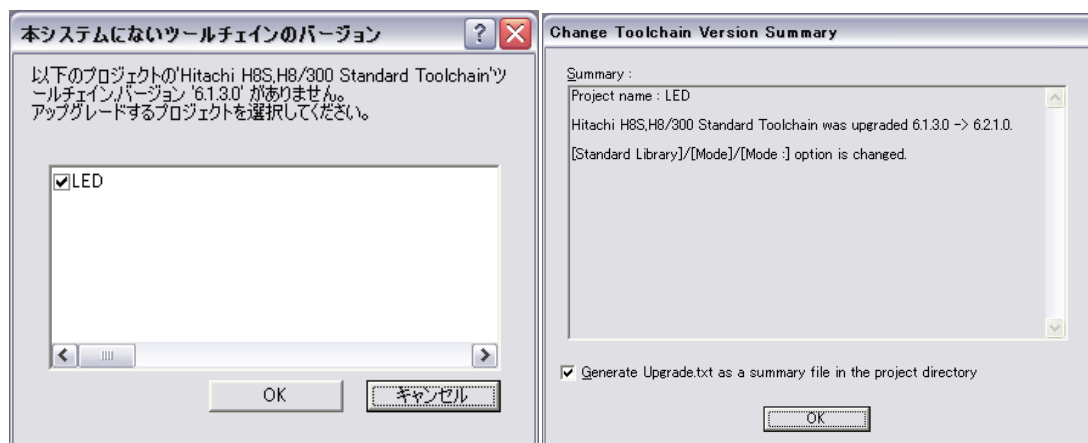 本システムにないツールチェインのバージョン
以下のプロジェクトの'Hitachi H8S,H8/300 Standard Toolchain'ツ
ールチェイン,バージョン '6.1.3.0' がありません。
アップグレードするプロジェクトを選択してください。
LED
OK
キャンセル
Change Toolchain Version Summary
Summary :
Project name : LED
Hitachi H8S,H8/300 Standard Toolchain was upgraded 6.1.3.0 -> 6.2.1.0.
[Standard Library]/[Mode]/[Mode :] option is changed.
Generate Upgrade.txt as a summary file in the project directory
OK